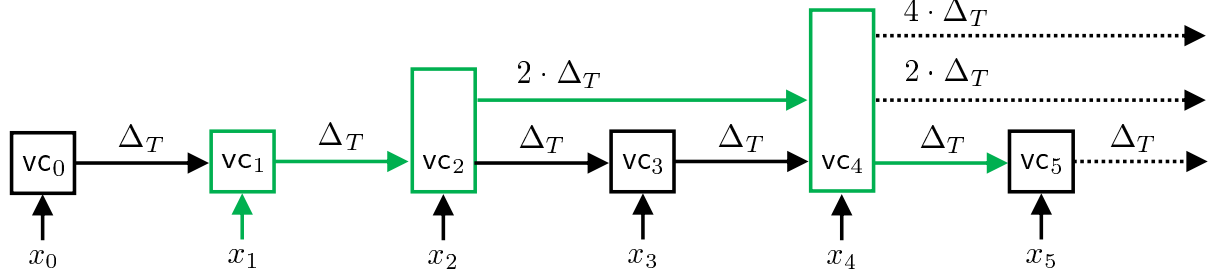 4 · Δ_T
2 · Δ_T 2 · Δ_T
Δ_T Δ_T Δ_T Δ_T Δ_T Δ_T
vc_0 vc_1 vc_2 vc_3 vc_4 vc_5
x_0 x_1 x_2 x_3 x_4 x_5